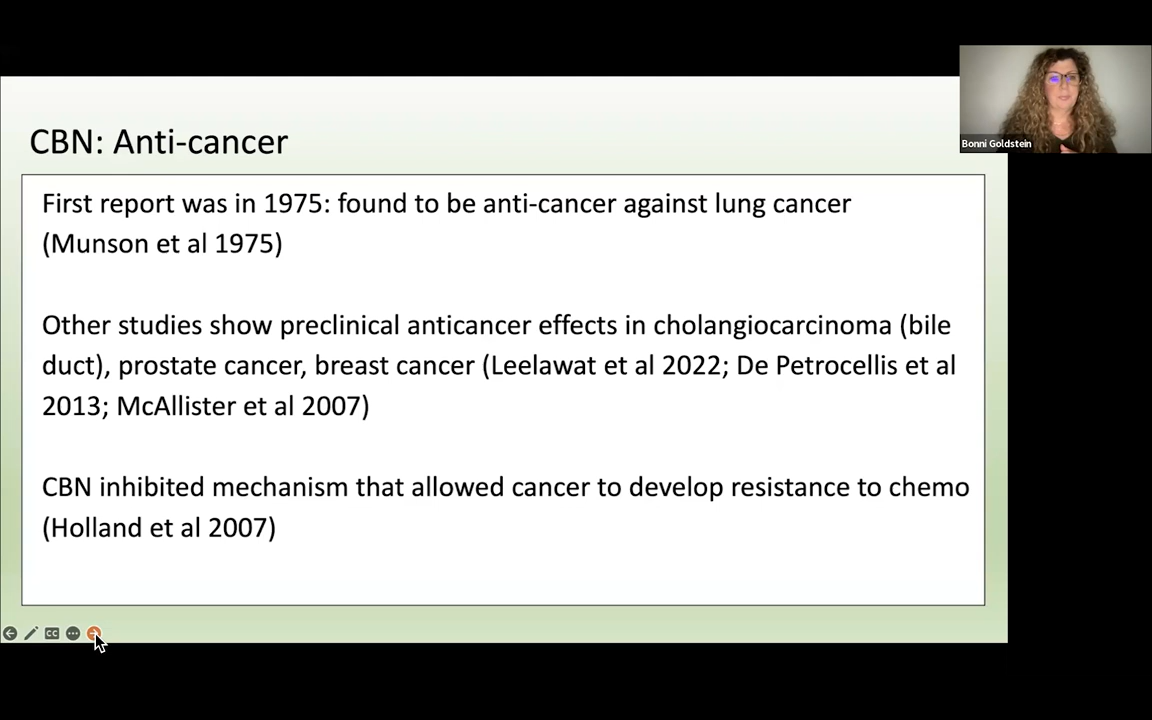 CBN: Anti-cancer
Bonni Goldstein
First report was in 1975: found to be anti-cancer against lung cancer
(Munson et al 1975)
Other studies show preclinical anticancer effects in cholangiocarcinoma (bile
duct), prostate cancer, breast cancer (Leelawat et al 2022; De Petrocellis et al
2013; McAllister et al 2007)
CBN inhibited mechanism that allowed cancer to develop resistance to chemo
(Holland et al 2007)
CC